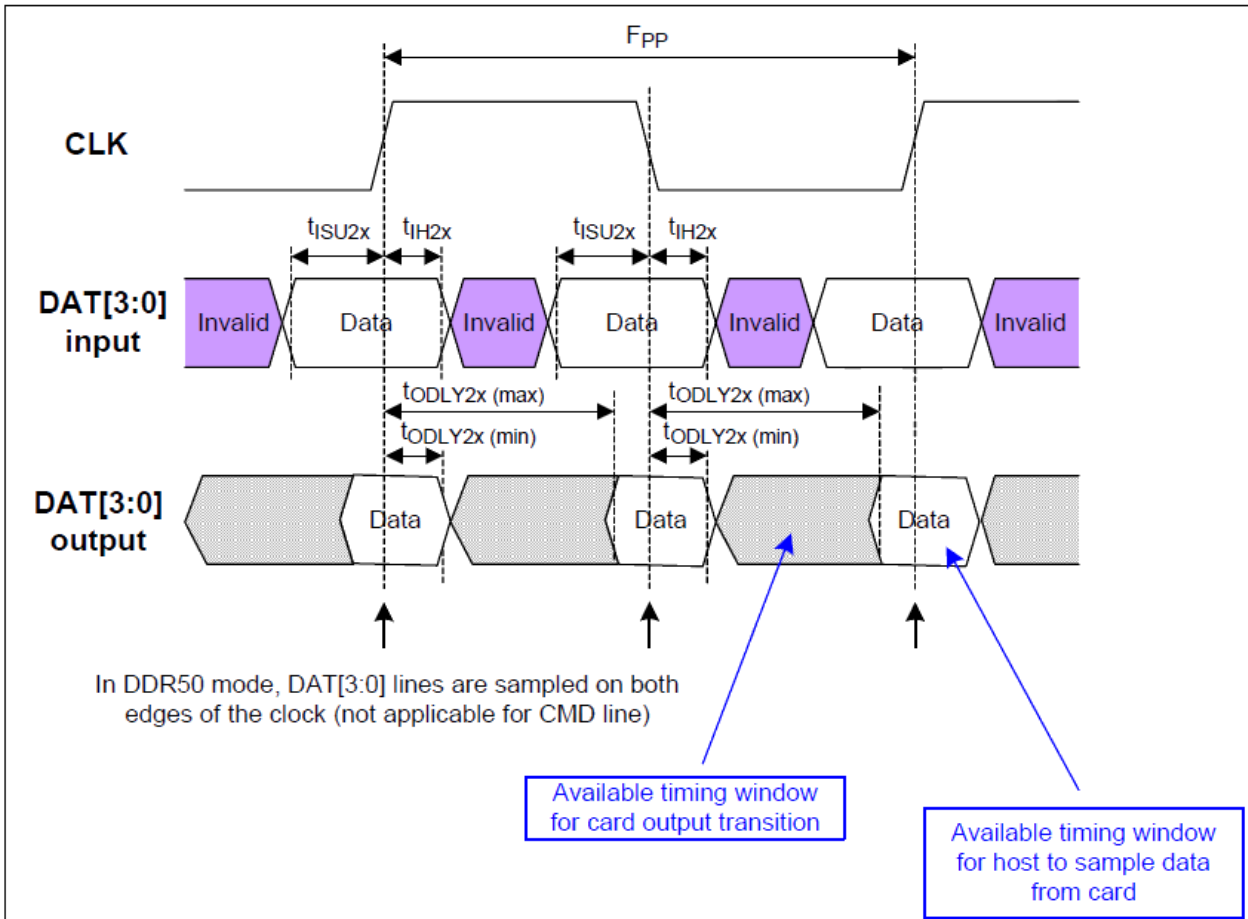 FPP
CLK
tISU2x tIH2x tISU2x tIH2x
DAT[3:0]
input
Invalid Data Invalid Data Invalid Data Invalid
tODLY2x (max) tODLY2x (max)
tODLY2x (min) tODLY2x (min)
DAT[3:0]
output
Data Data Data
In DDR50 mode, DAT[3:0] lines are sampled on both
edges of the clock (not applicable for CMD line)
Available timing window
for card output transition
Available timing window
for host to sample data
from card